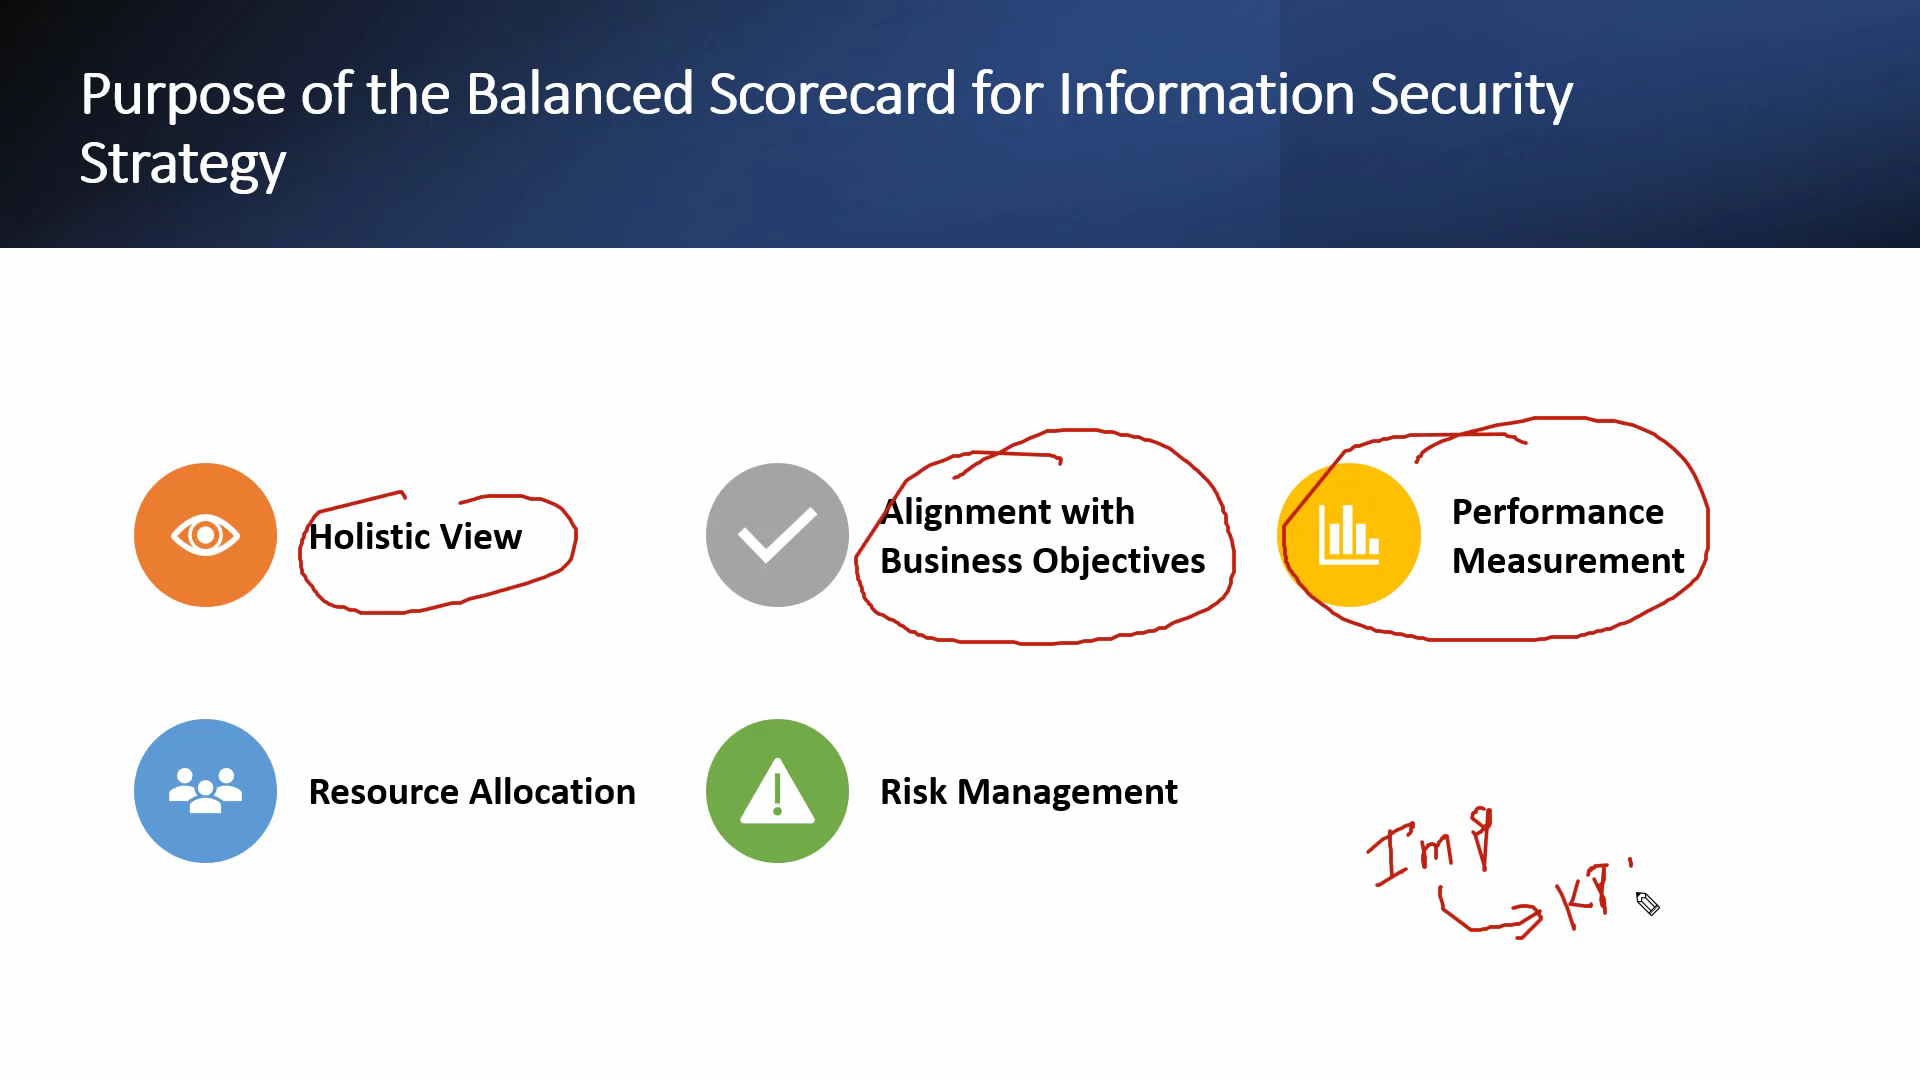 Purpose of the Balanced Scorecard for Information Security
Strategy
Holistic View
Alignment with
Business Objectives
Performance
Measurement
Resource Allocation
Risk Management
Imp
KP